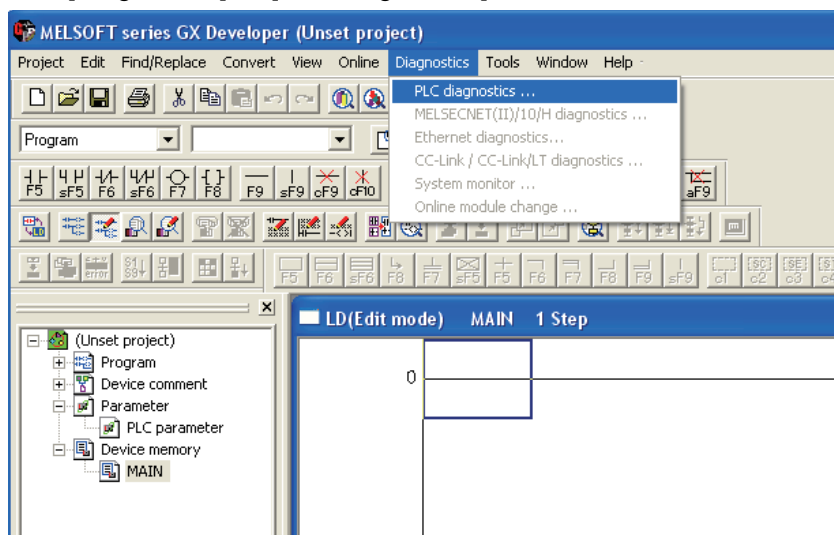 MELSOFT series GX Developer (Unset project)
Project Edit Find/Replace Convert View Online Diagnostics Tools Window Help
PLC diagnostics ...
MELSECNET(II)/10/H diagnostics ...
Ethernet diagnostics...
CC-Link / CC-Link/LT diagnostics ...
System monitor ...
Online module change ...
Program
F5 sF5 F6 sF6 F7 F8 F9 sF9 cF9 cF10 aF9
error
F5 F6 sF6 F8 F7 sF5 F5 F6 F7 F8 F9 sF9 c1 c2 c3 c4
LD(Edit mode) MAIN 1 Step
0
(Unset project)
Program
Device comment
Parameter
PLC parameter
Device memory
MAIN